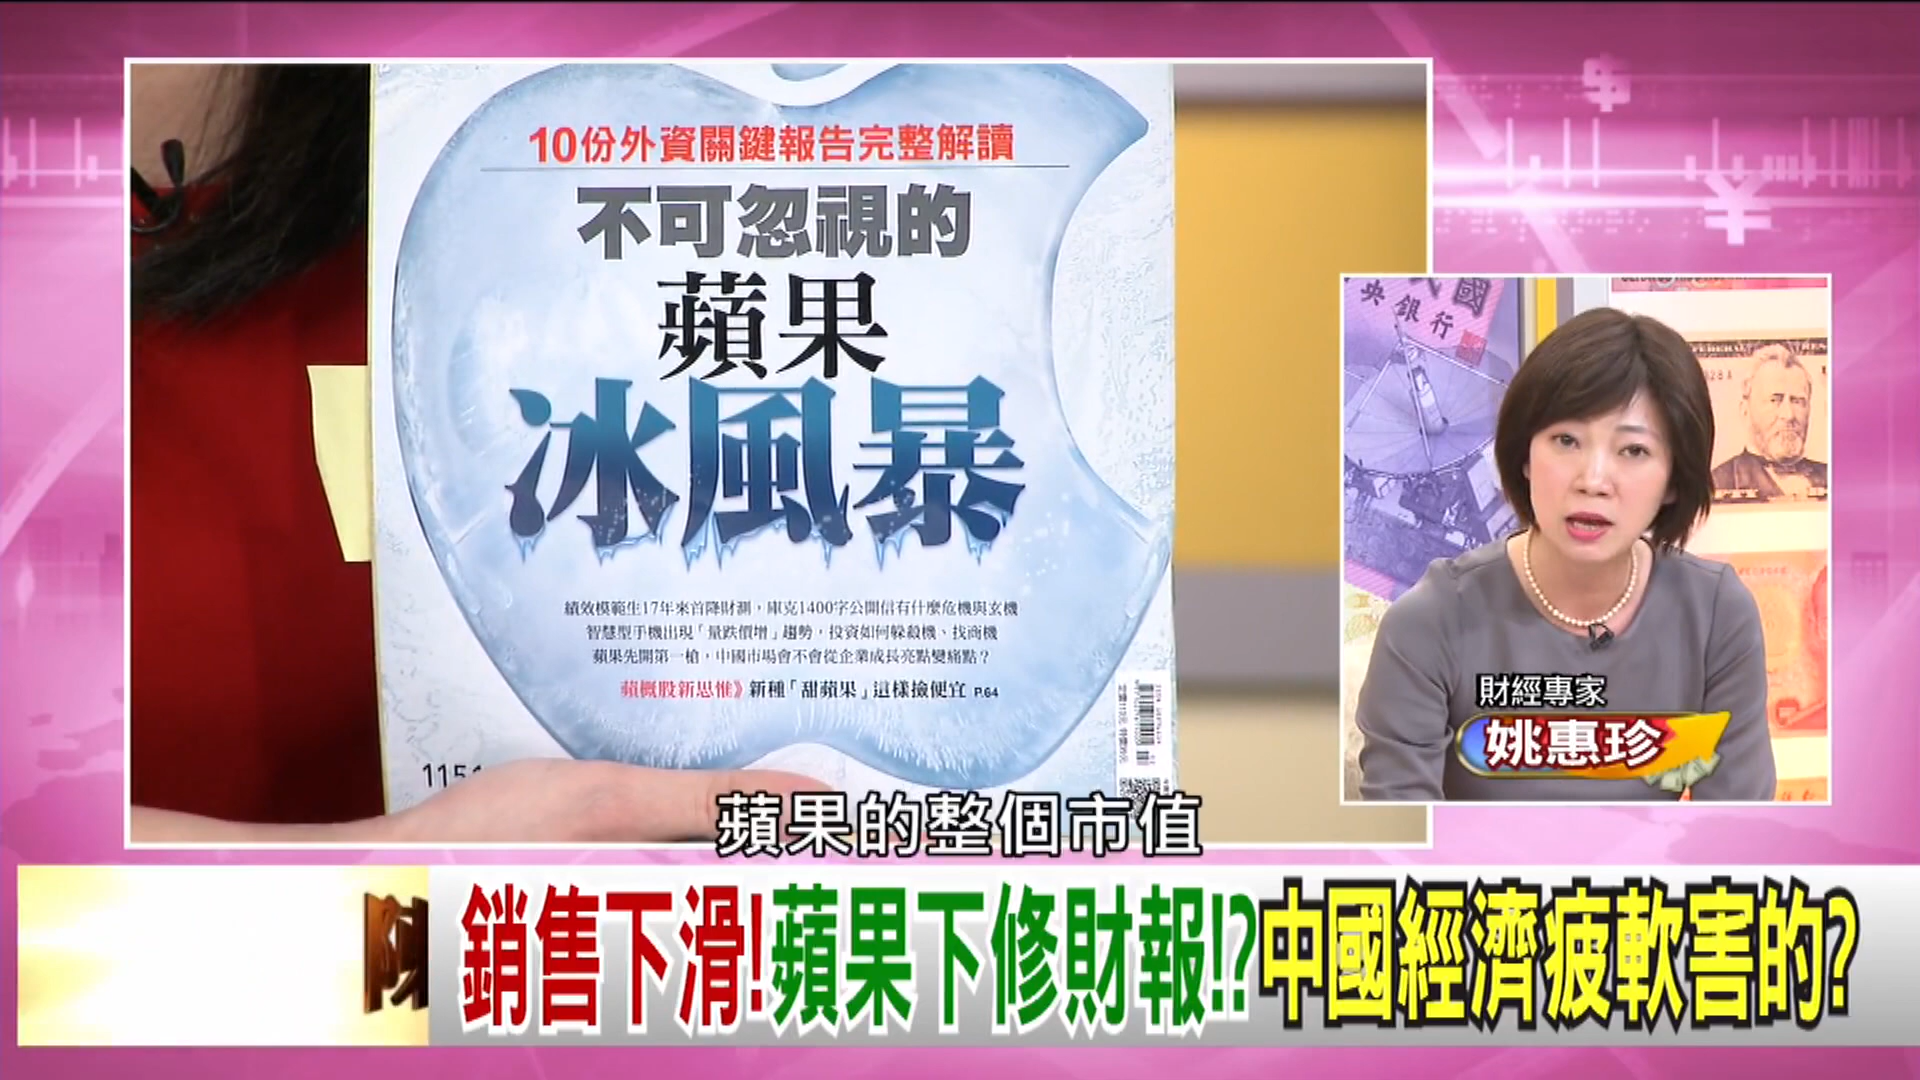 10份外資關鍵報告完整解讀
不可忽視的
蘋果
冰風暴
績效模範生17年來首降財測，庫克1400字公開信有什麼危機與玄機
智慧型手機出現「量跌價增」趨勢，投資如何躲殺機、找商機
蘋果先開第一槍，中國市場會不會從企業成長亮點變痛點？
蘋概股新思惟》新種「甜蘋果」這樣撿便宜 P.64
1151
央銀行
國
財經專家
姚惠珍
蘋果的整個市值
陳
銷售下滑!蘋果下修財報!?中國經濟疲軟害的?